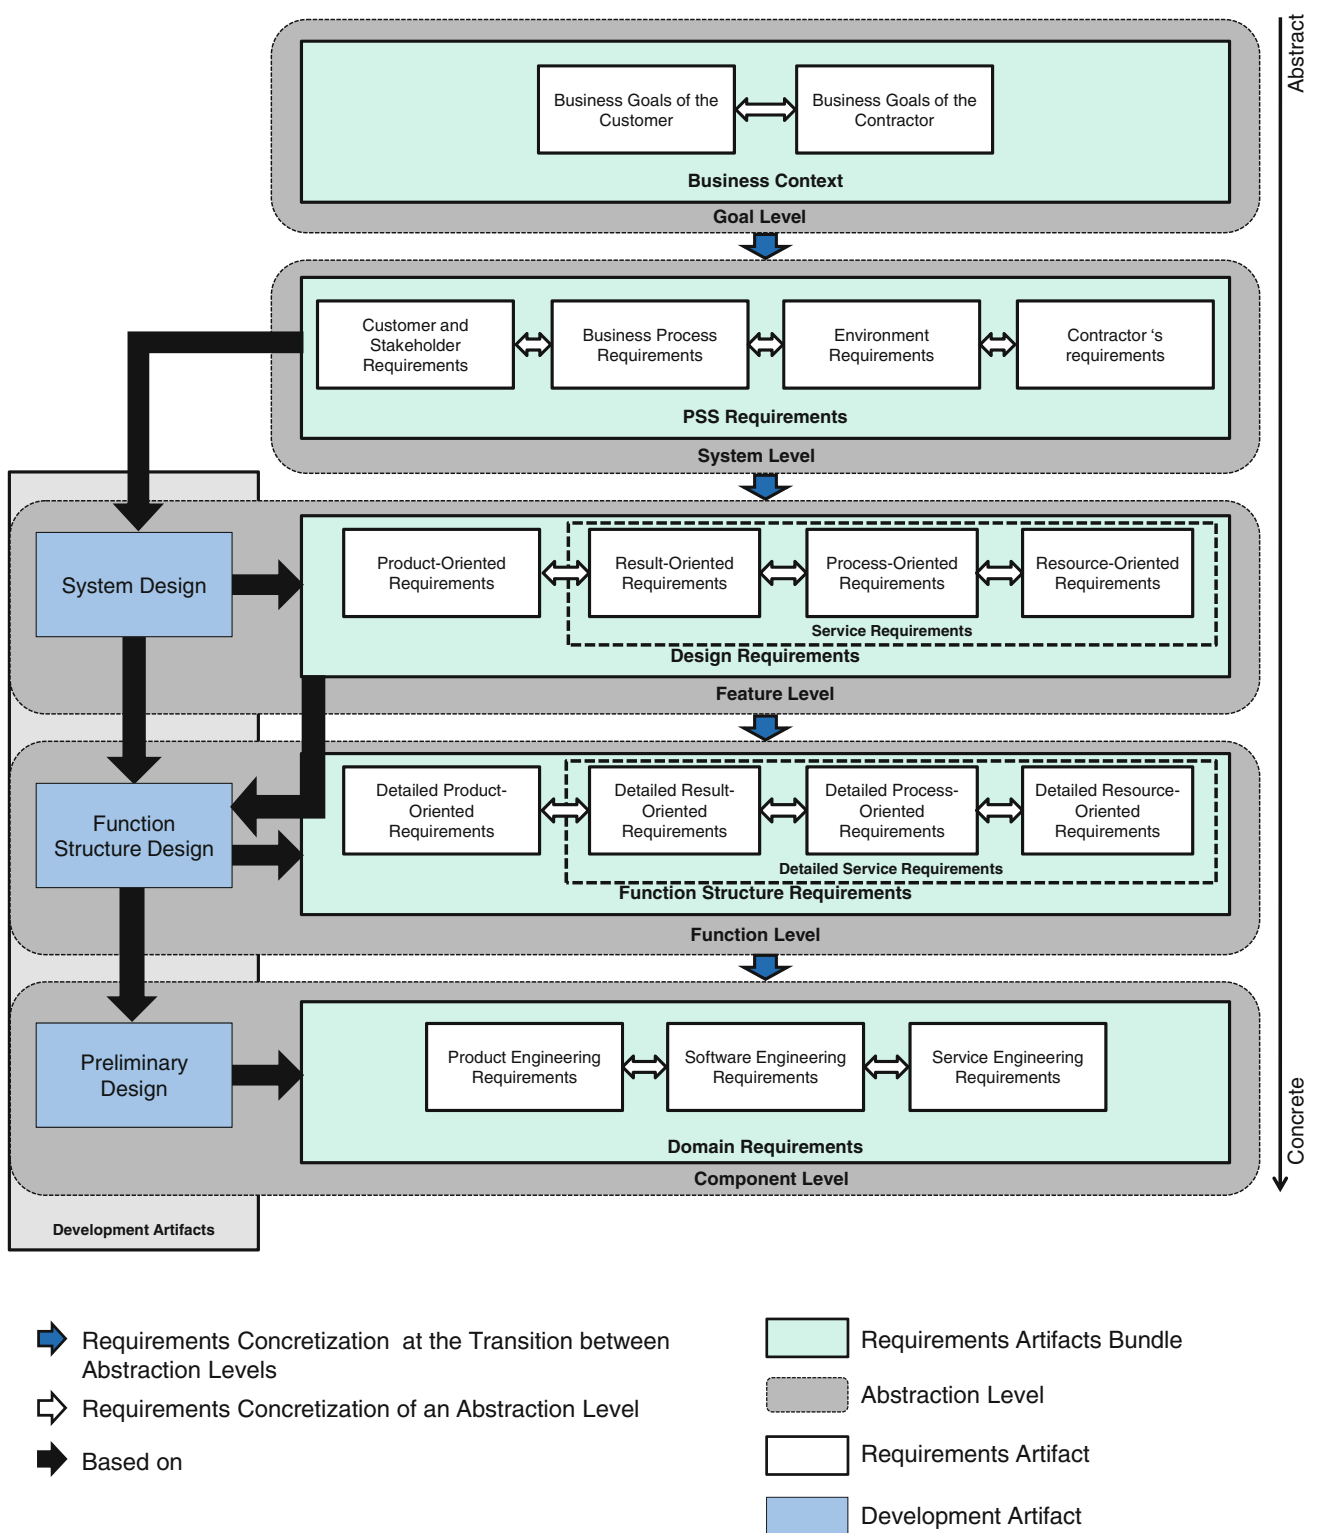 Abstract
Business Goals of the
Customer
Business Goals of the
Contractor
Business Context
Goal Level
Customer and
Stakeholder
Requirements
Business Process
Requirements
Environment
Requirements
Contractor ‘s
requirements
PSS Requirements
System Level
System Design
Product-Oriented
Requirements
Result-Oriented
Requirements
Process-Oriented
Requirements
Resource-Oriented
Requirements
Service Requirements
Design Requirements
Feature Level
Function
Structure Design
Detailed Product-
Oriented
Requirements
Detailed Result-
Oriented
Requirements
Detailed Process-
Oriented
Requirements
Detailed Resource-
Oriented
Requirements
Detailed Service Requirements
Function Structure Requirements
Function Level
Preliminary
Design
Product Engineering
Requirements
Software Engineering
Requirements
Service Engineering
Requirements
Domain Requirements
Component Level
Concrete
Development Artifacts
Requirements Concretization at the Transition between
Abstraction Levels
Requirements Concretization of an Abstraction Level
Based on
Requirements Artifacts Bundle
Abstraction Level
Requirements Artifact
Development Artifact